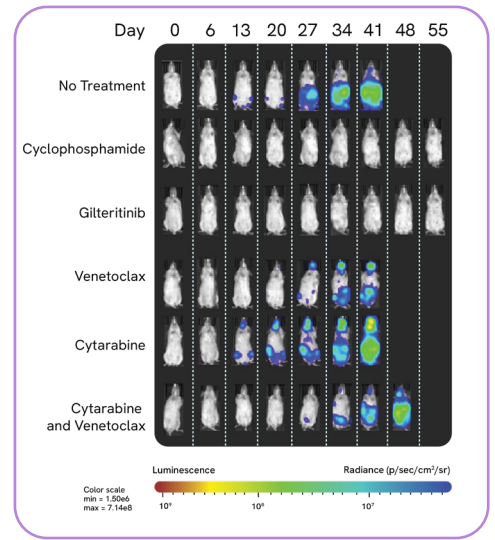 Day 0 6 13 20 27 34 41 48 55
No Treatment
Cyclophosphamide
Gilteritinib
Venetoclax
Cytarabine
Cytarabine
and Venetoclax
Luminescence Radiance (p/sec/cm²/sr)
Color scale
min = 1.50e6
max = 7.14e8
10⁹ 10⁸ 10⁷